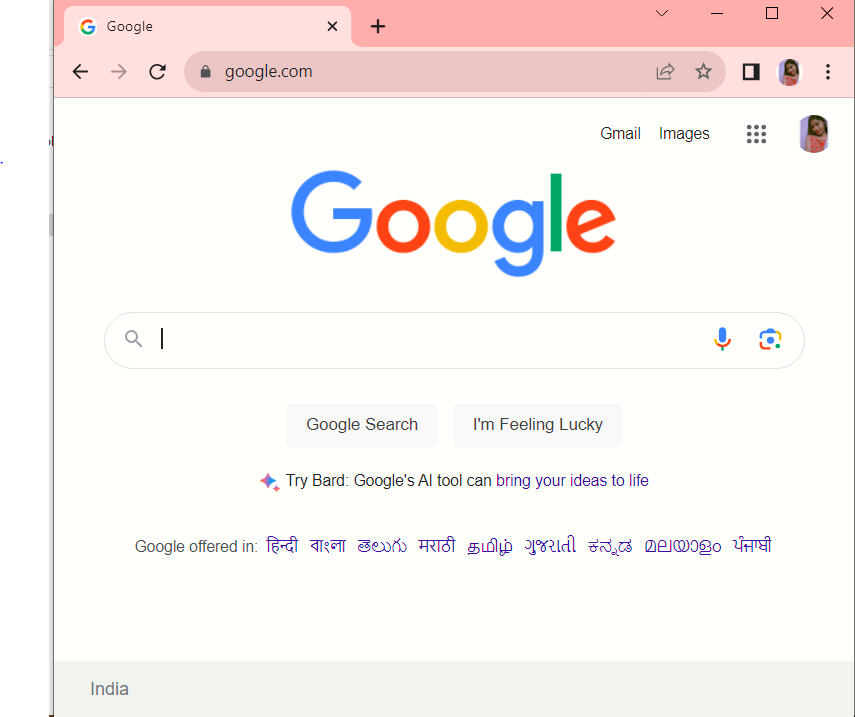 Google
google.com
Gmail Images
Google
Google Search I'm Feeling Lucky
Try Bard: Google's AI tool can bring your ideas to life
Google offered in: हिन्दी বাংলা తెలుగు मराठी தமிழ் ગુજરાતી ಕನ್ನಡ മലയാളം ਪੰਜਾਬੀ
India